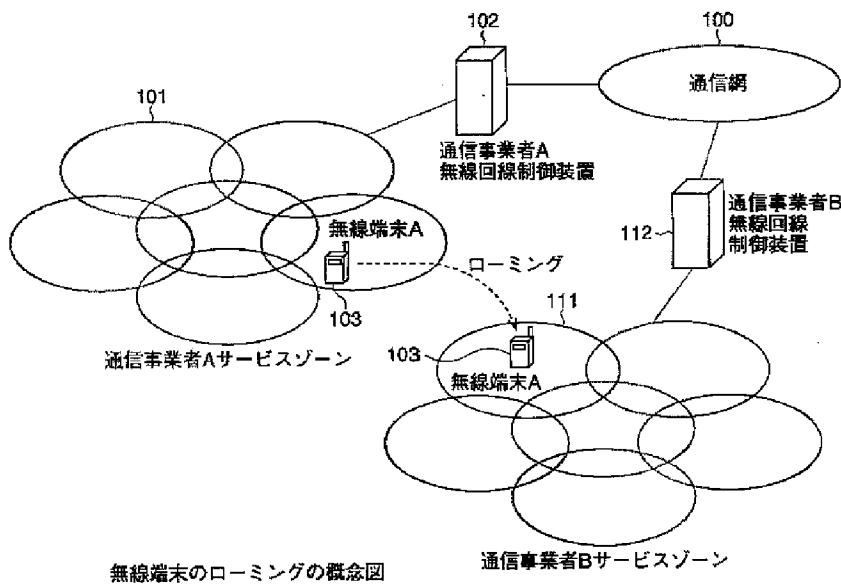 102
100
通信網
101
通信事業者A
無線回線制御装置
通信事業者B
無線回線
制御装置
112
無線端末A
ローミング
103
111
103
無線端末A
通信事業者Aサービスゾーン
通信事業者Bサービスゾーン
無線端末のローミングの概念図